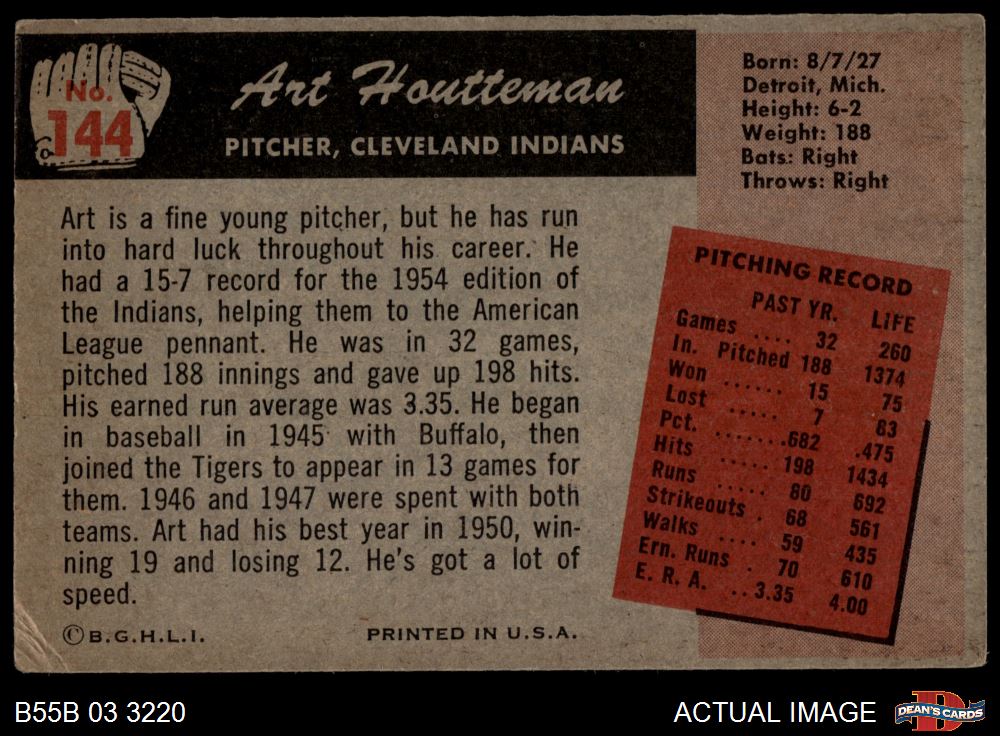 No.
144
Art Houtteman
PITCHER, CLEVELAND INDIANS
Born: 8/7/27
Detroit, Mich.
Height: 6-2
Weight: 188
Bats: Right
Throws: Right
Art is a fine young pitcher, but he has run
into hard luck throughout his career. He
had a 15-7 record for the 1954 edition of
the Indians, helping them to the American
League pennant. He was in 32 games,
pitched 188 innings and gave up 198 hits.
His earned run average was 3.35. He began
in baseball in 1945 with Buffalo, then
joined the Tigers to appear in 13 games for
them. 1946 and 1947 were spent with both
teams. Art had his best year in 1950, win-
ning 19 and losing 12. He's got a lot of
speed.
PITCHING RECORD
PAST YR. LIFE
Games .... 32 260
In. Pitched 188 1374
Won ...... 15 75
Lost ..... 7 83
Pct. .......682 .475
Hits ..... 198 1434
Runs ..... 80 692
Strikeouts . 68 561
Walks .... 59 435
Ern. Runs . 70 610
E. R. A. ..3.35 4.00
©B.G.H.L.I. PRINTED IN U.S.A.
B55B 03 3220 ACTUAL IMAGE D DEAN'S CARDS